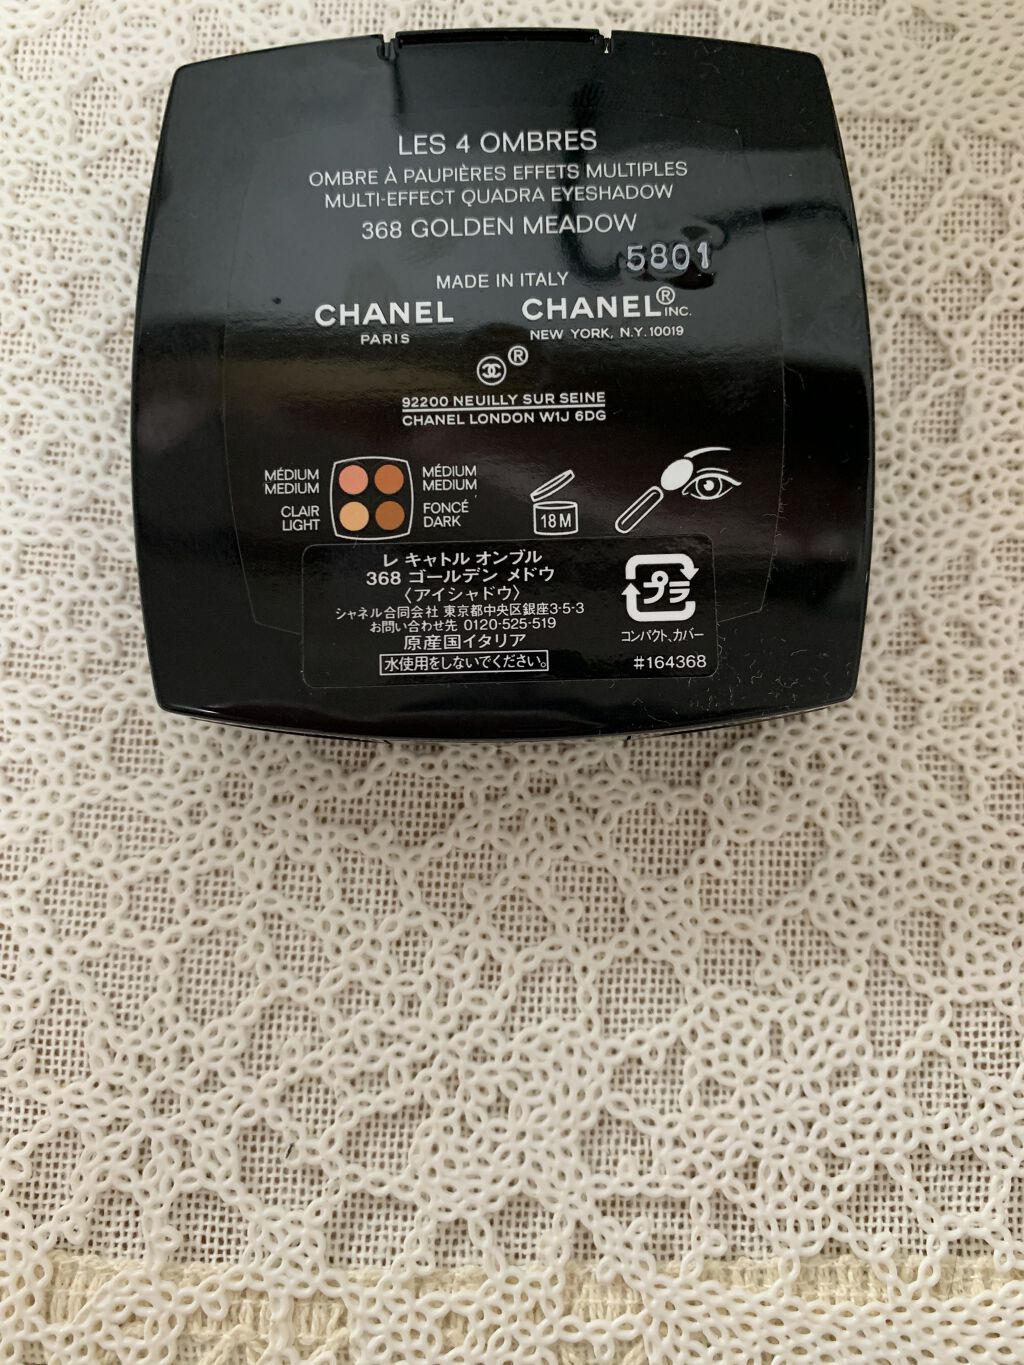 LES 4 OMBRES
OMBRE À PAUPIÈRES EFFETS MULTIPLES
MULTI-EFFECT QUADRA EYESHADOW
368 GOLDEN MEADOW
5801
MADE IN ITALY
CHANEL
PARIS
CHANEL® INC.
NEW YORK, N.Y. 10019
®
92200 NEUILLY SUR SEINE
CHANEL LONDON W1J 6DG
MÉDIUM
MEDIUM
MÉDIUM
MEDIUM
CLAIR
LIGHT
FONCÉ
DARK
18 M
レ キャトル オンブル
368 ゴールデン メドウ
〈アイシャドウ〉
シャネル合同会社 東京都中央区銀座3-5-3
お問い合わせ先 0120-525-519
原産国イタリア
水使用をしないでください。
プラ
コンパクト、カバー
#164368